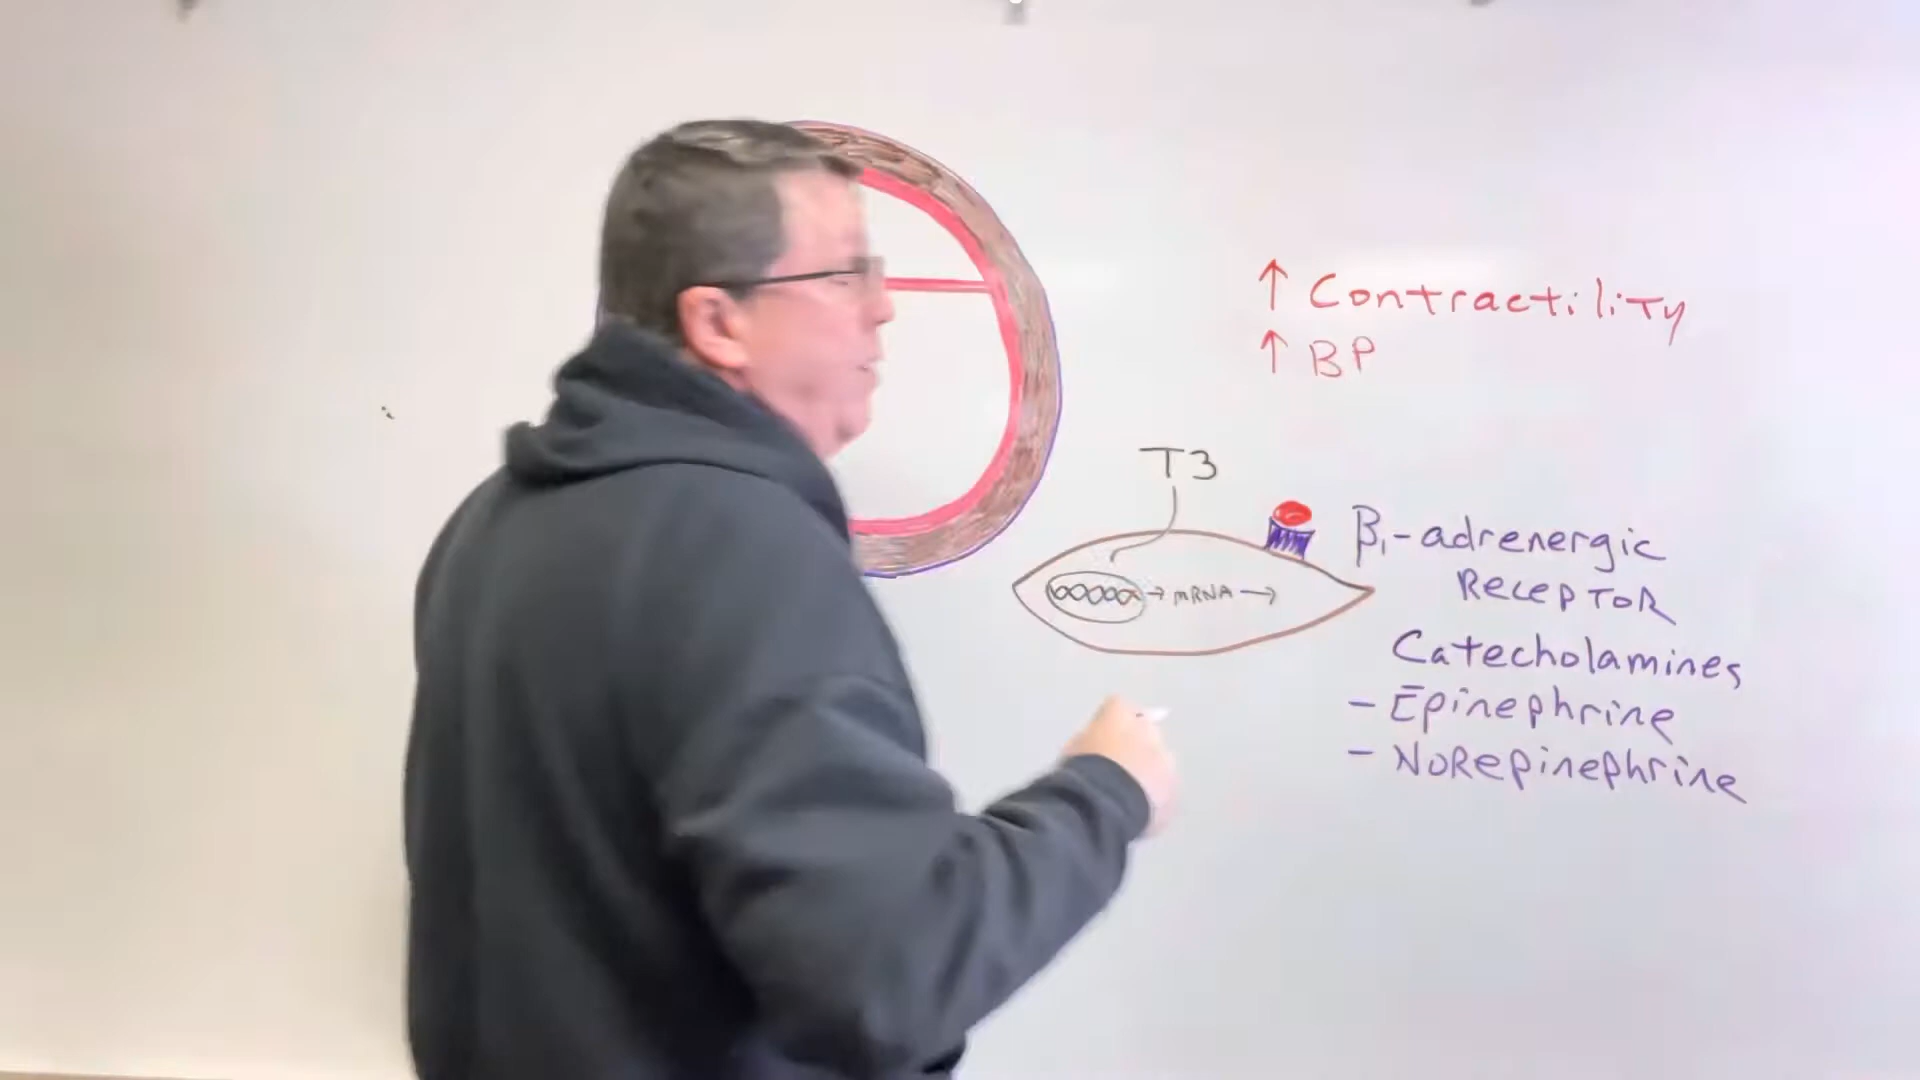 ↑ Contractility
↑ BP
T3
β1-adrenergic
Receptor
→ mRNA →
Catecholamines
- Epinephrine
- Norepinephrine